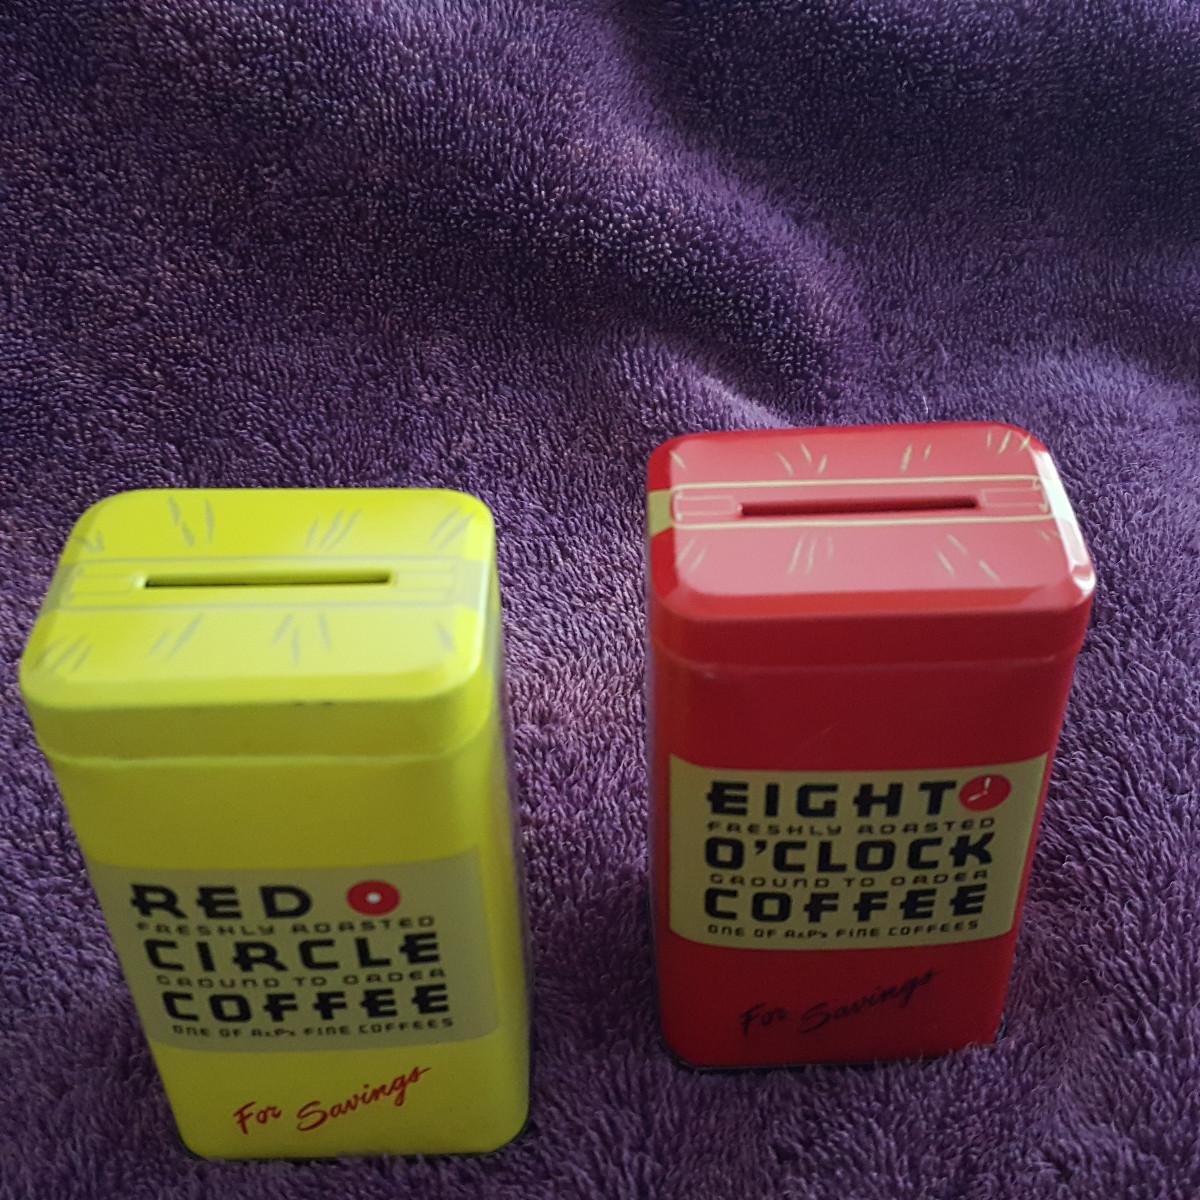 RED
FRESHLY ROASTED
CIRCLE
GROUND TO ORDER
COFFEE
ONE OF A&P's FINE COFFEES
For Savings
EIGHT
FRESHLY ROASTED
O'CLOCK
GROUND TO ORDER
COFFEE
ONE OF A&P's FINE COFFEES
For Savings